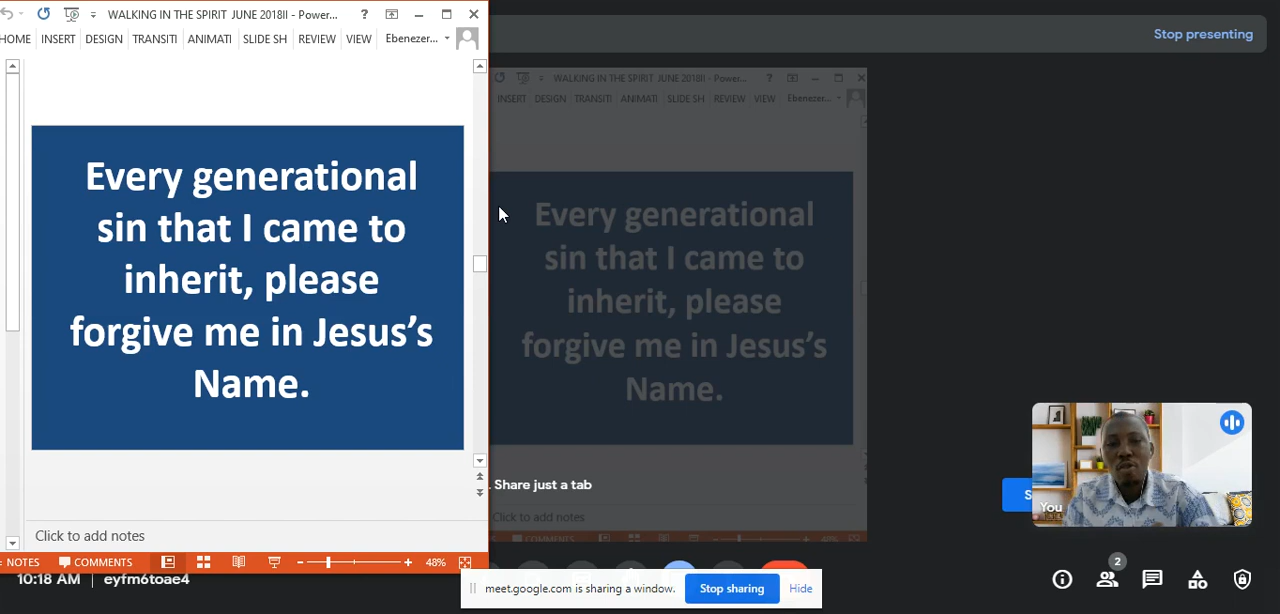 WALKING IN THE SPIRIT JUNE 2018II - Power...
?
HOME INSERT DESIGN TRANSITI ANIMATI SLIDE SH REVIEW VIEW Ebenezer...
Every generational
sin that I came to
inherit, please
forgive me in Jesus's
Name.
Click to add notes
NOTES COMMENTS 48%
10:18 AM eyfm6toae4
Stop presenting
WALKING IN THE SPIRIT JUNE 2018II - Power...
?
INSERT DESIGN TRANSITI ANIMATI SLIDE SH REVIEW VIEW Ebenezer...
Every generational
sin that I came to
inherit, please
forgive me in Jesus's
Name.
. Share just a tab
Click to add notes
COMMENTS 48%
meet.google.com is sharing a window. Stop sharing Hide
You
2